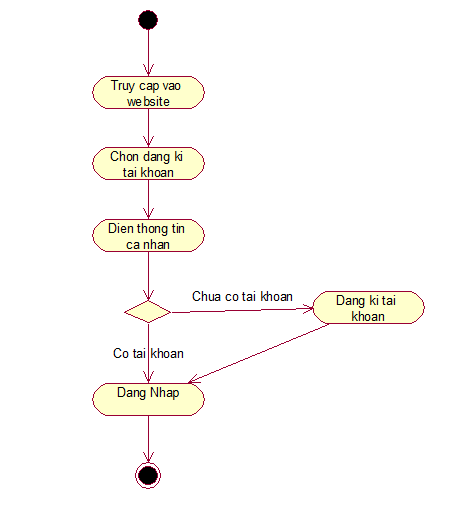 Truy cap vao
website
Chon dang ki
tai khoan
Dien thong tin
ca nhan
Chua co tai khoan
Dang ki tai
khoan
Co tai khoan
Dang Nhap